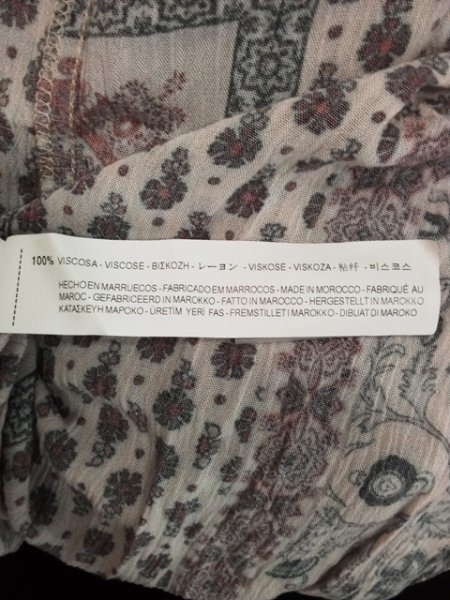 100% VISCOSA - VISCOSE - ΒΙΣΚΟΖΗ - レーヨン - VISKOSE - VISKOZA - 粘纤 - 비스코스
HECHO EN MARRUECOS - FABRICADO EM MARROCOS - MADE IN MOROCCO - FABRIQUÉ AU
MAROC - GEFABRICEERD IN MAROKKO - FATTO IN MAROCCO - HERGESTELLT IN MAROKKO
ΚΑΤΑΣΚΕΥΗ ΜΑΡΟΚΟ - ÜRETİM YERİ FAS - FREMSTILLET I MAROKKO - DIBUAT DI MAROKO